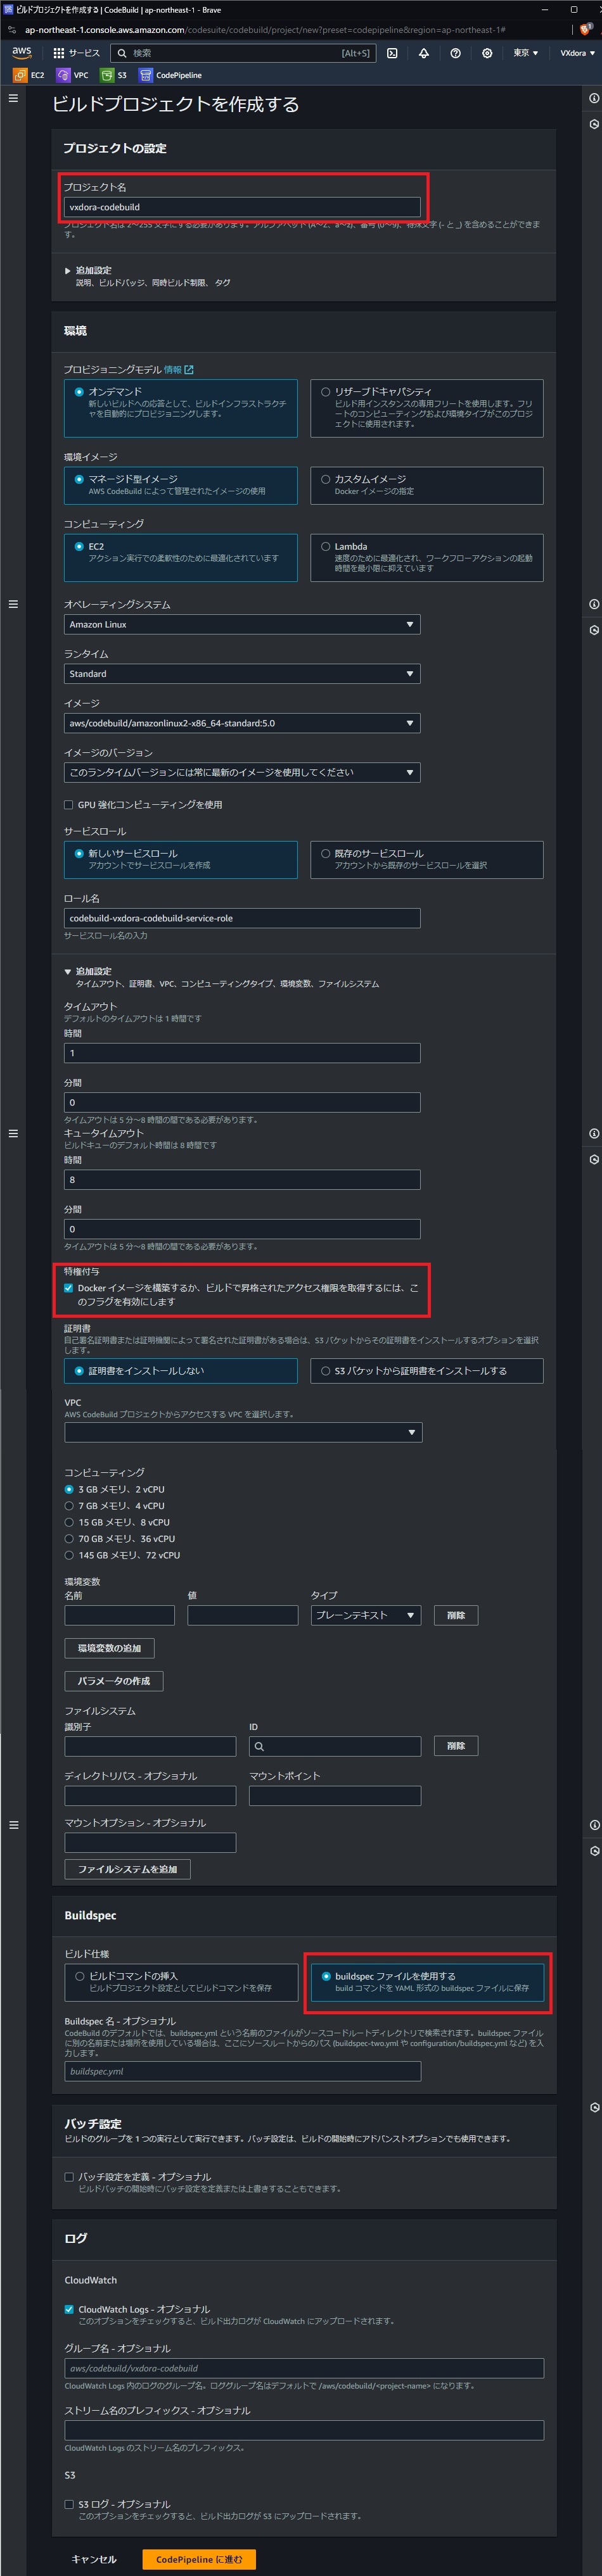 ビルドプロジェクトを作成する | CodeBuild | ap-northeast-1 - Brave
ap-northeast-1.console.aws.amazon.com/codesuite/codebuild/project/new?preset=codepipeline&region=ap-northeast-1#
aws サービス 検索 [Alt+S] 東京 VXdora
EC2 VPC S3 CodePipeline
ビルドプロジェクトを作成する
プロジェクトの設定
プロジェクト名
vxdora-codebuild
プロジェクト名は 2～255 文字にする必要があります。アルファベット (A～Z、a～z)、番号 (0～9)、特殊文字 (- と _) を含めることができま
す。
追加設定
説明、ビルドバッジ、同時ビルド制限、 タグ
環境
プロビジョニングモデル 情報
オンデマンド
新しいビルドへの応答として、ビルドインフラストラクチ
ャを自動的にプロビジョニングします。
リザーブドキャパシティ
ビルド用インスタンスの専用フリートを使用します。フリ
ートのコンピューティングおよび環境タイプがこのプロジ
ェクトに使用されます。
環境イメージ
マネージド型イメージ
AWS CodeBuild によって管理されたイメージの使用
カスタムイメージ
Docker イメージの指定
コンピューティング
EC2
アクション実行での柔軟性のために最適化されています
Lambda
速度のために最適化され、ワークフローアクションの起動
時間を最小限に抑えています
オペレーティングシステム
Amazon Linux
ランタイム
Standard
イメージ
aws/codebuild/amazonlinux2-x86_64-standard:5.0
イメージのバージョン
このランタイムバージョンには常に最新のイメージを使用してください
GPU 強化コンピューティングを使用
サービスロール
新しいサービスロール
アカウントでサービスロールを作成
既存のサービスロール
アカウントから既存のサービスロールを選択
ロール名
codebuild-vxdora-codebuild-service-role
サービスロール名の入力
追加設定
タイムアウト、証明書、VPC、コンピューティングタイプ、環境変数、ファイルシステム
タイムアウト
デフォルトのタイムアウトは 1 時間です
時間
1
分間
0
タイムアウトは 5 分～8 時間の間である必要があります。
キュータイムアウト
ビルドキューのデフォルト時間は 8 時間です
時間
8
分間
0
タイムアウトは 5 分～8 時間の間である必要があります。
特権付与
Docker イメージを構築するか、ビルドで昇格されたアクセス権限を取得するには、こ
のフラグを有効にします
証明書
自己署名証明書または証明機関によって署名された証明書がある場合は、S3 バケットからその証明書をインストールするオプションを選択
します。
証明書をインストールしない
S3 バケットから証明書をインストールする
VPC
AWS CodeBuild プロジェクトからアクセスする VPC を選択します。
コンピューティング
3 GB メモリ、2 vCPU
7 GB メモリ、4 vCPU
15 GB メモリ、8 vCPU
70 GB メモリ、36 vCPU
145 GB メモリ、72 vCPU
環境変数
名前 値 タイプ
プレーンテキスト 削除
環境変数の追加
パラメータの作成
ファイルシステム
識別子 ID
削除
ディレクトリパス - オプショナル マウントポイント
マウントオプション - オプショナル
ファイルシステムを追加
Buildspec
ビルド仕様
ビルドコマンドの挿入
ビルドプロジェクト設定としてビルドコマンドを保存
buildspec ファイルを使用する
build コマンドを YAML 形式の buildspec ファイルに保存
Buildspec 名 - オプショナル
CodeBuild のデフォルトでは、buildspec.yml という名前のファイルがソースコードルートディレクトリで検索されます。buildspec ファイル
に別の名前または場所を使用している場合は、ここにソースルートからのパス (buildspec-two.yml や configuration/buildspec.yml など) を入
力します。
buildspec.yml
バッチ設定
ビルドのグループを 1 つの実行として実行できます。バッチ設定は、ビルドの開始時にアドバンストオプションでも使用できます。
バッチ設定を定義 - オプショナル
ビルドバッチの開始時にバッチ設定を定義または上書きすることもできます。
ログ
CloudWatch
CloudWatch Logs - オプショナル
このオプションをチェックすると、ビルド出力ログが CloudWatch にアップロードされます。
グループ名 - オプショナル
aws/codebuild/vxdora-codebuild
CloudWatch Logs 内のログのグループ名。ロググループ名はデフォルトで /aws/codebuild/<project-name> になります。
ストリーム名のプレフィックス - オプショナル
CloudWatch Logs のストリーム名のプレフィックス。
S3
S3 ログ - オプショナル
このオプションをチェックすると、ビルド出力ログが S3 にアップロードされます。
キャンセル CodePipeline に進む